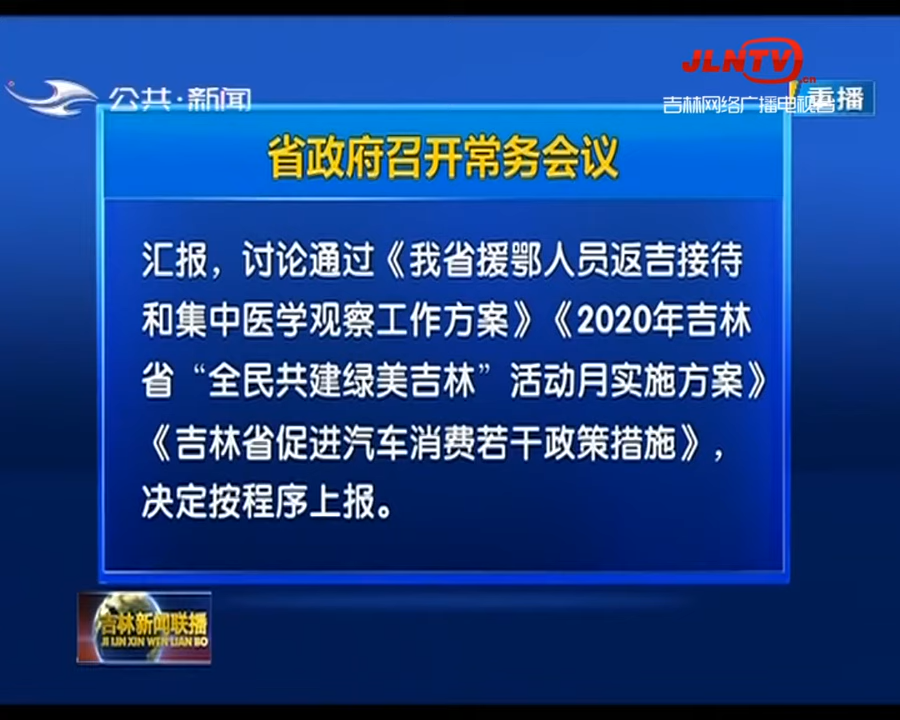 JLNTV.cn
公共·新闻
吉林网络广播电视台
重播
省政府召开常务会议
汇报，讨论通过《我省援鄂人员返吉接待
和集中医学观察工作方案》《2020年吉林
省“全民共建绿美吉林”活动月实施方案》
《吉林省促进汽车消费若干政策措施》，
决定按程序上报。
吉林新闻联播
JI LIN XIN WEN LIAN BO